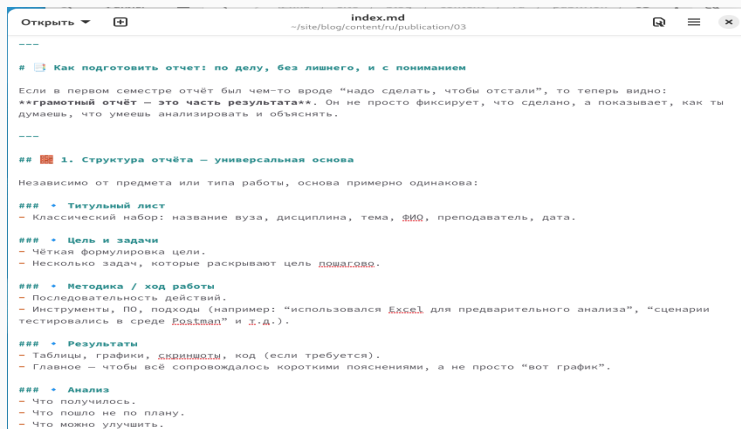 Открыть
index.md
~/site/blog/content/ru/publication/03
---
# 📑 Как подготовить отчет: по делу, без лишнего, и с пониманием
Если в первом семестре отчёт был чем-то вроде “надо сделать, чтобы отстали”, то теперь видно:
**грамотный отчёт — это часть результата**. Он не просто фиксирует, что сделано, а показывает, как ты
думаешь, что умеешь анализировать и объяснять.
---
## 🧱 1. Структура отчёта — универсальная основа
Независимо от предмета или типа работы, основа примерно одинакова:
### 🔹 Титульный лист
- Классический набор: название вуза, дисциплина, тема, ФИО, преподаватель, дата.
### 🔹 Цель и задачи
- Чёткая формулировка цели.
- Несколько задач, которые раскрывают цель пошагово.
### 🔹 Методика / ход работы
- Последовательность действий.
- Инструменты, ПО, подходы (например: “использовался Excel для предварительного анализа”, “сценарии
тестировались в среде Postman” и т.д.).
### 🔹 Результаты
- Таблицы, графики, скриншоты, код (если требуется).
- Главное — чтобы всё сопровождалось короткими пояснениями, а не просто “вот график”.
### 🔹 Анализ
- Что получилось.
- Что пошло не по плану.
- Что можно улучшить.